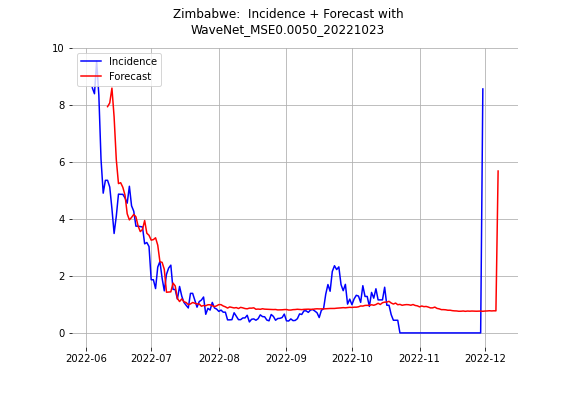 Zimbabwe:  Incidence + Forecast with
WaveNet_MSE0.0050_20221023
10
Incidence
Forecast
8
6
4
2
0
2022-06 2022-07 2022-08 2022-09 2022-10 2022-11 2022-12